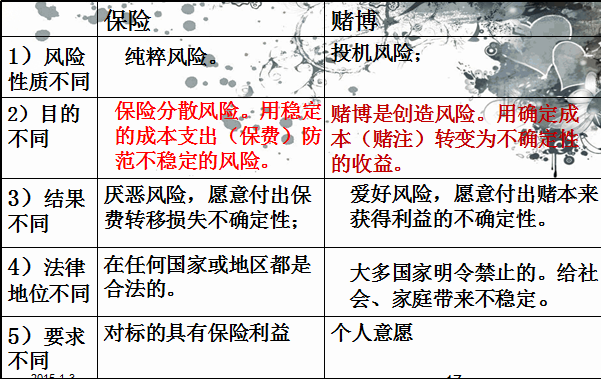 保险 赌博
1）风险
性质不同
纯粹风险。
投机风险；
2）目的
不同
保险分散风险。用稳定
的成本支出（保费）防
范不稳定的风险。
赌博是创造风险。用确定成
本（赌注）转变为不确定性
的收益。
3）结果
不同
厌恶风险，愿意付出保
费转移损失不确定性；
爱好风险，愿意付出赌本来
获得利益的不确定性。
4）法律
地位不同
在任何国家或地区都是
合法的。
大多国家明令禁止的。给社
会、家庭带来不稳定。
5）要求
不同
对标的具有保险利益
个人意愿